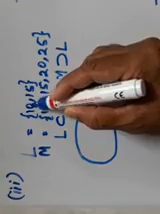 (iii)
L = {10,15}
M = { 15,20,25}
L ⊂ M ⊃ L